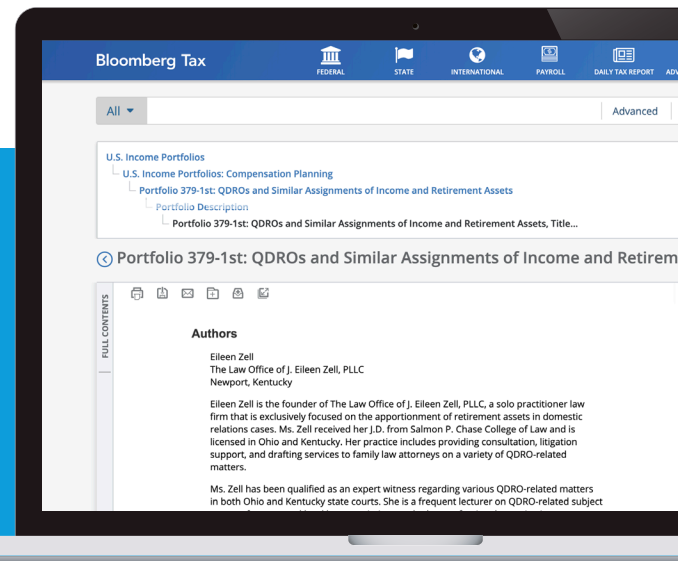 Bloomberg Tax
FEDERAL
STATE
INTERNATIONAL
PAYROLL
DAILY TAX REPORT
All
Advanced
U.S. Income Portfolios
U.S. Income Portfolios: Compensation Planning
Portfolio 379-1st: QDROs and Similar Assignments of Income and Retirement Assets
Portfolio Description
Portfolio 379-1st: QDROs and Similar Assignments of Income and Retirement Assets, Title...
Portfolio 379-1st: QDROs and Similar Assignments of Income and Retirem
FULL CONTENTS
Authors
Eileen Zell
The Law Office of J. Eileen Zell, PLLC
Newport, Kentucky
Eileen Zell is the founder of The Law Office of J. Eileen Zell, PLLC, a solo practitioner law
firm that is exclusively focused on the apportionment of retirement assets in domestic
relations cases. Ms. Zell received her J.D. from Salmon P. Chase College of Law and is
licensed in Ohio and Kentucky. Her practice includes providing consultation, litigation
support, and drafting services to family law attorneys on a variety of QDRO-related
matters.
Ms. Zell has been qualified as an expert witness regarding various QDRO-related matters
in both Ohio and Kentucky state courts. She is a frequent lecturer on QDRO-related subject